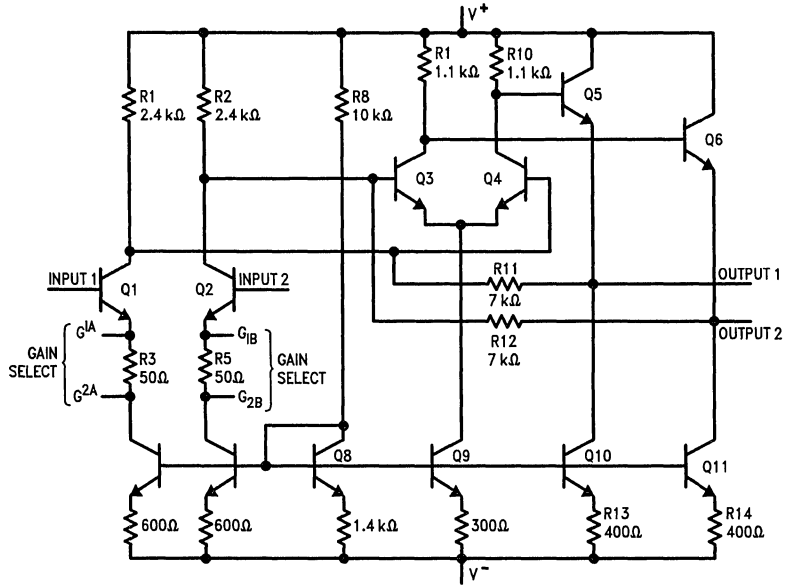 V+
R1
2.4 kΩ
R2
2.4 kΩ
R8
10 kΩ
R1
1.1 kΩ
R10
1.1 kΩ
Q5
Q6
Q3
Q4
INPUT 1
Q1
Q2
INPUT 2
R11
7 kΩ
OUTPUT 1
R12
7 kΩ
OUTPUT 2
GAIN
SELECT
G1A
R3
50Ω
G2A
G1B
R5
50Ω
G2B
GAIN
SELECT
Q8
Q9
Q10
Q11
600Ω
600Ω
1.4 kΩ
300Ω
R13
400Ω
R14
400Ω
V−